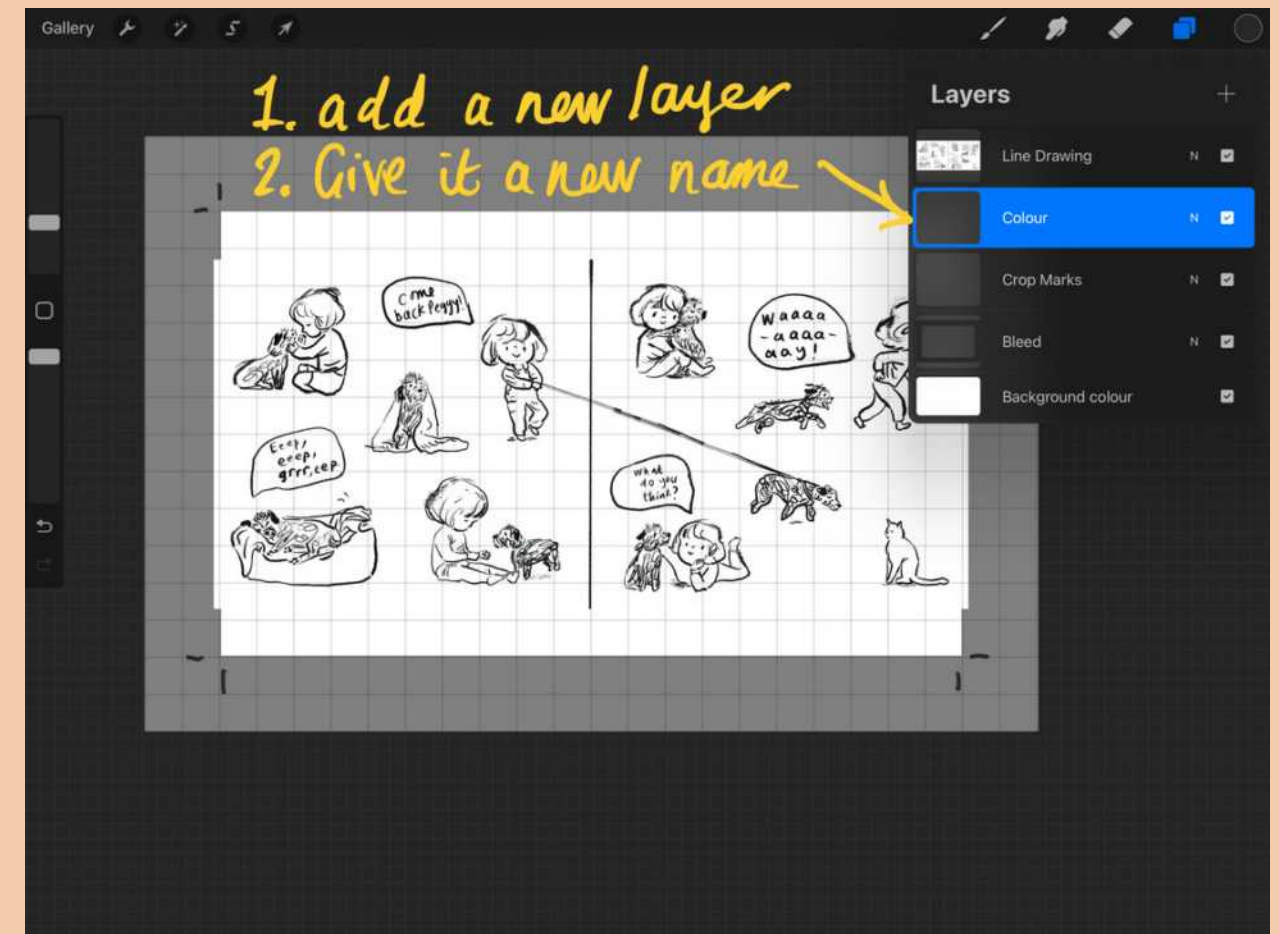 Gallery
1. add a new layer
2. Give it a new name
Layers
Line Drawing N
Colour N
Crop Marks N
Bleed N
Background colour
Come
back Peggy!
Waaaa
-aaaa-
aay!
Eeep,
eeep,
grrr, eep
What
do you
think?